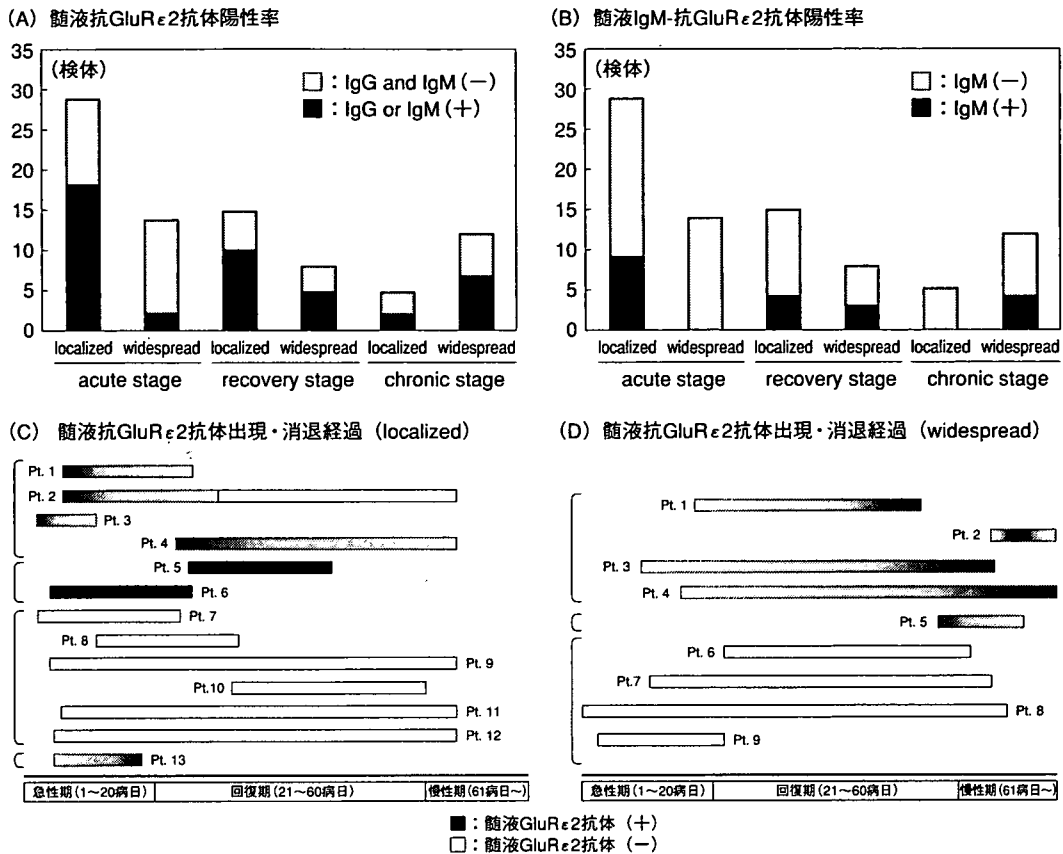 (A) 髄液抗GluRε2抗体陽性率
35
30
25
20
15
10
5
0
(検体)
□：IgG and IgM (－)
■：IgG or IgM (＋)
localized widespread localized widespread localized widespread
acute stage recovery stage chronic stage
(B) 髄液IgM-抗GluRε2抗体陽性率
35
30
25
20
15
10
5
0
(検体)
□：IgM (－)
■：IgM (＋)
localized widespread localized widespread localized widespread
acute stage recovery stage chronic stage
(C) 髄液抗GluRε2抗体出現・消退経過 (localized)
Pt. 1
Pt. 2
Pt. 3
Pt. 4
Pt. 5
Pt. 6
Pt. 7
Pt. 8
Pt. 9
Pt.10
Pt. 11
Pt. 12
Pt. 13
急性期(1～20病日) 回復期(21～60病日) 慢性期(61病日～)
(D) 髄液抗GluRε2抗体出現・消退経過 (widespread)
Pt. 1
Pt. 2
Pt. 3
Pt. 4
Pt. 5
Pt. 6
Pt.7
Pt. 8
Pt. 9
急性期(1～20病日) 回復期(21～60病日) 慢性期(61病日～)
■：髄液GluRε2抗体 (＋)
□：髄液GluRε2抗体 (－)